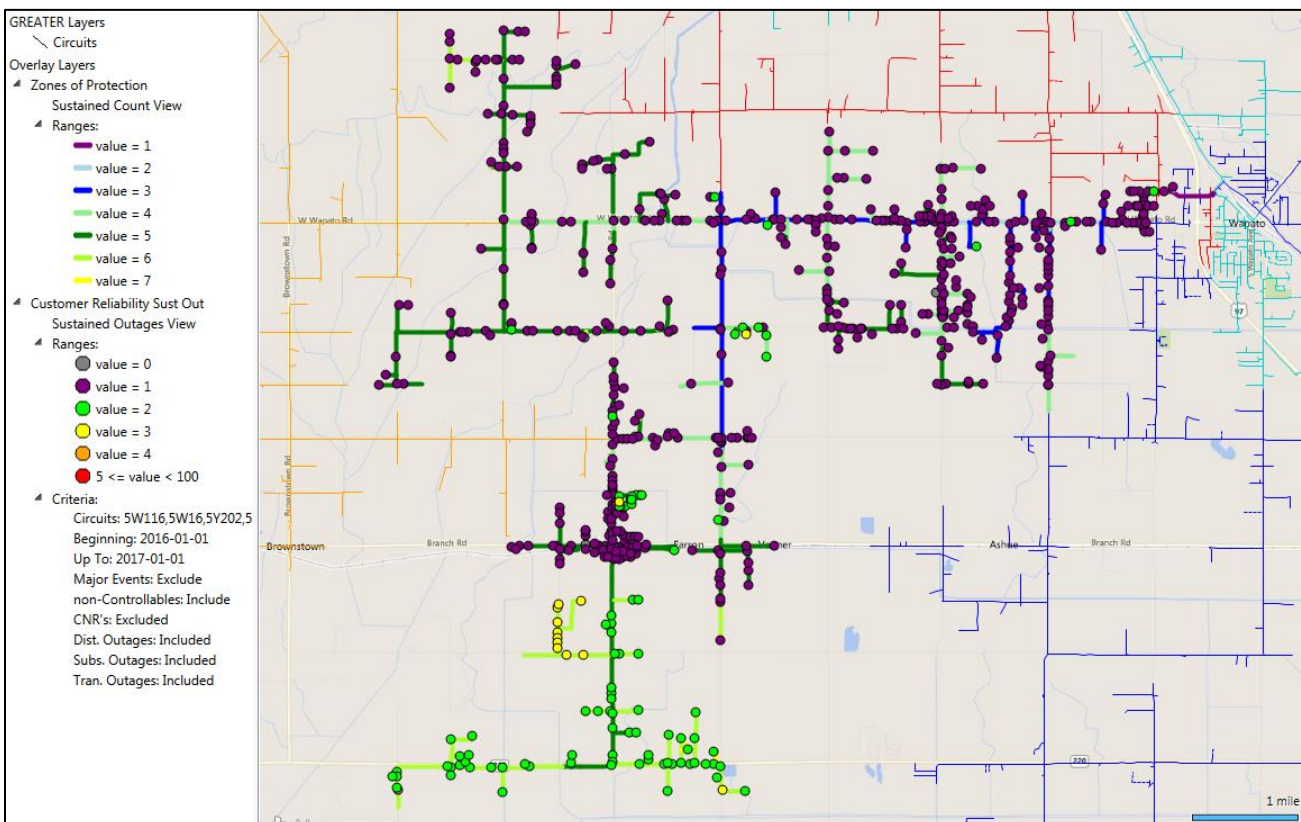 GREATER Layers
Circuits
Overlay Layers
Zones of Protection
Sustained Count View
Ranges:
value = 1
value = 2
value = 3
value = 4
value = 5
value = 6
value = 7
Customer Reliability Sust Out
Sustained Outages View
Ranges:
value = 0
value = 1
value = 2
value = 3
value = 4
5 <= value < 100
Criteria:
Circuits: 5W116,5W16,5Y202,5
Beginning: 2016-01-01
Up To: 2017-01-01
Major Events: Exclude
non-Controllables: Include
CNR's: Excluded
Dist. Outages: Included
Subs. Outages: Included
Tran. Outages: Included
W Wapato Rd
Wapato
Brownstown Rd
97
Brownstown Rd
Brownstown
Branch Rd
Ashue
Branch Rd
220
1 mile